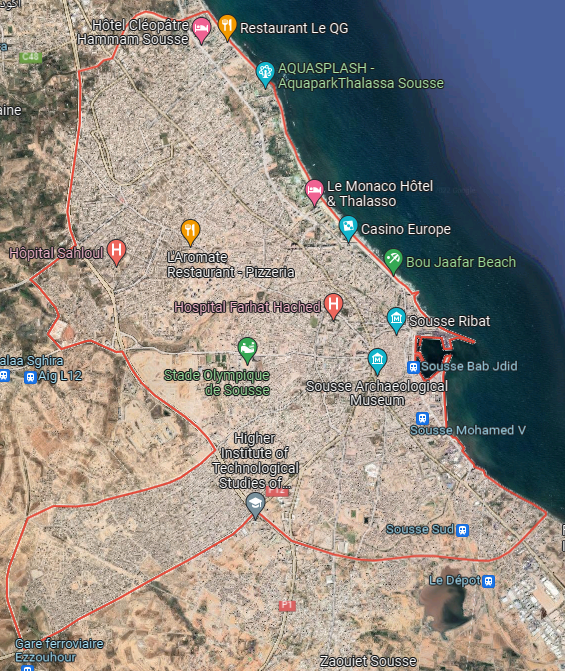 Hôtel Cléopâtre
Hammam Sousse
Restaurant Le QG
C48
AQUASPLASH -
AquaparkThalassa Sousse
aine
Le Monaco Hôtel
& Thalasso
Casino Europe
Hôpital Sahloul
L'Aromate
Restaurant - Pizzeria
Bou Jaafar Beach
Hospital Farhat Hached
Sousse Ribat
alaa Sghira
Aig L12
Stade Olympique
de Sousse
Sousse Bab Jdid
Sousse Archaeological
Museum
Sousse Mohamed V
Higher
Institute of
Technological
Studies of...
P12
Sousse Sud
Le Dépôt
P1
Gare ferroviaire
Ezzouhour
Zaouiet Sousse